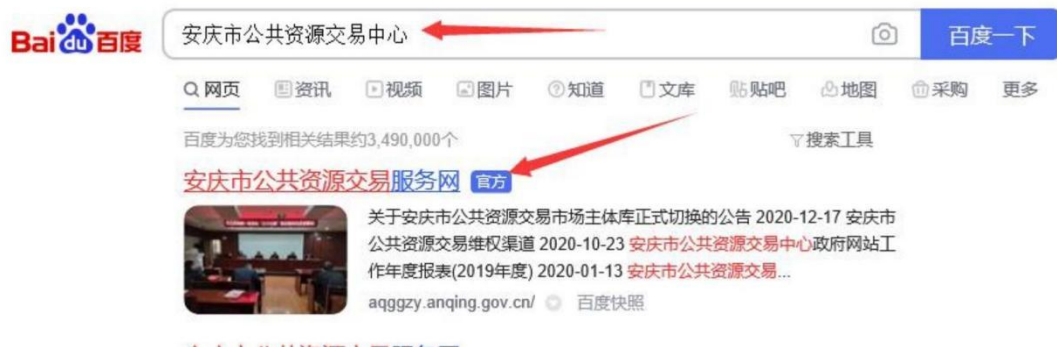 Bai du 百度 安庆市公共资源交易中心 百度一下
网页 资讯 视频 图片 知道 文库 贴吧 地图 采购 更多
百度为您找到相关结果约3,490,000个 搜索工具
安庆市公共资源交易服务网 官方
关于安庆市公共资源交易市场主体库正式切换的公告 2020-12-17 安庆市
公共资源交易维权渠道 2020-10-23 安庆市公共资源交易中心政府网站工
作年度报表(2019年度) 2020-01-13 安庆市公共资源交易...
aqggzy.anqing.gov.cn/ 百度快照